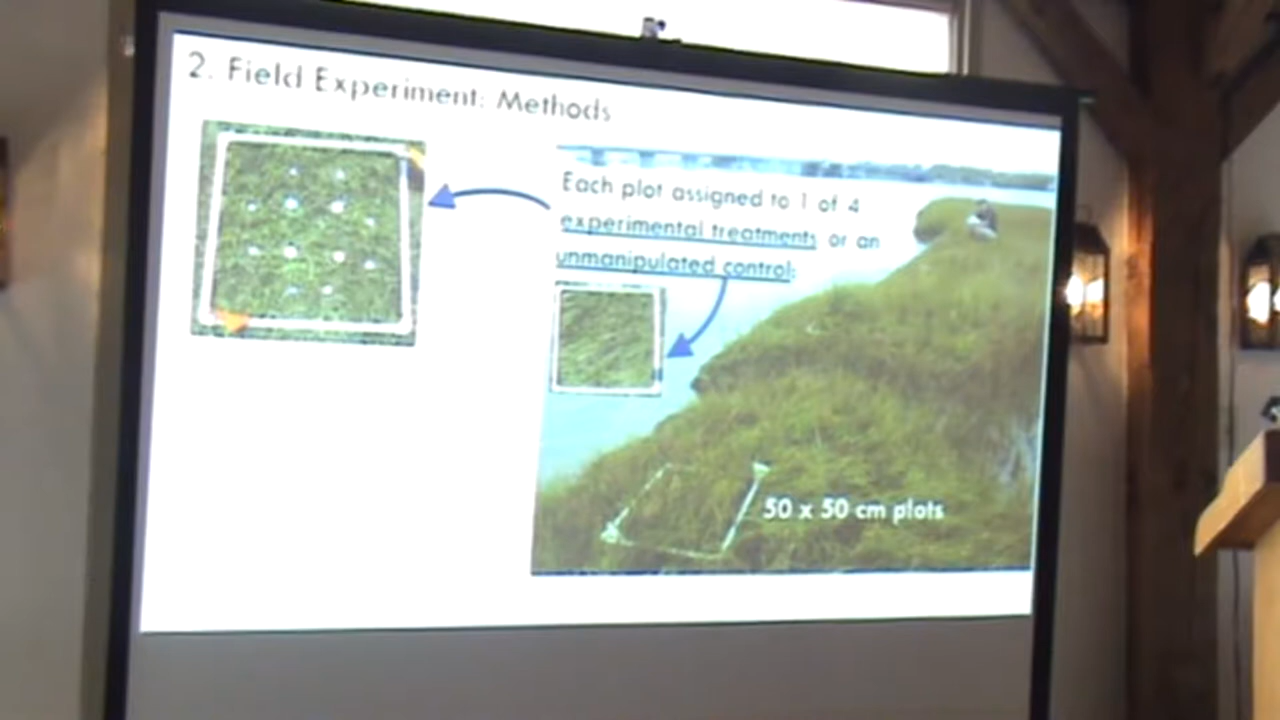 2. Field Experiment: Methods
Each plot assigned to 1 of 4
experimental treatments or an
unmanipulated control:
50 x 50 cm plots